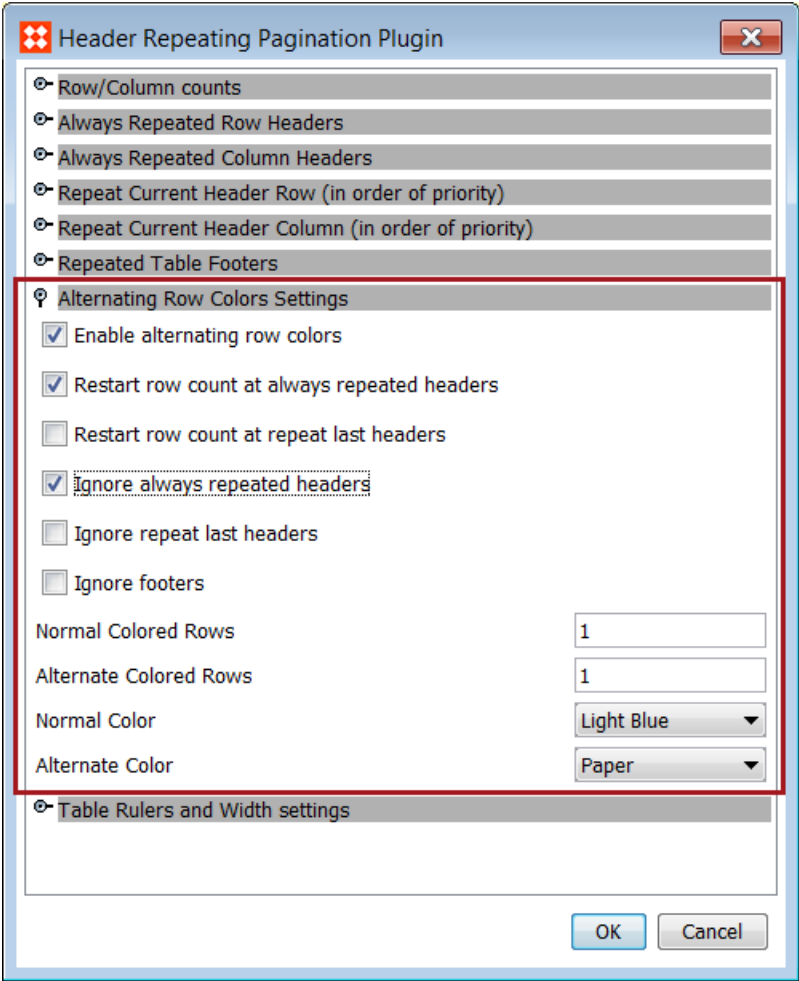 Header Repeating Pagination Plugin
Row/Column counts
Always Repeated Row Headers
Always Repeated Column Headers
Repeat Current Header Row (in order of priority)
Repeat Current Header Column (in order of priority)
Repeated Table Footers
Alternating Row Colors Settings
Enable alternating row colors
Restart row count at always repeated headers
Restart row count at repeat last headers
Ignore always repeated headers
Ignore repeat last headers
Ignore footers
Normal Colored Rows 1
Alternate Colored Rows 1
Normal Color Light Blue
Alternate Color Paper
Table Rulers and Width settings
OK Cancel